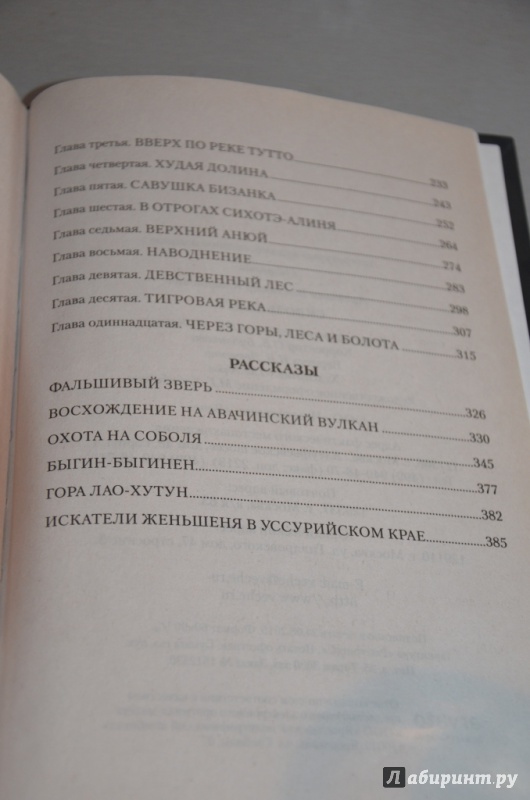 Глава третья. ВВЕРХ ПО РЕКЕ ТУТТО 233
Глава четвертая. ХУДАЯ ДОЛИНА 243
Глава пятая. САВУШКА БИЗАНКА 252
Глава шестая. В ОТРОГАХ СИХОТЭ-АЛИНЯ 264
Глава седьмая. ВЕРХНИЙ АНЮЙ 274
Глава восьмая. НАВОДНЕНИЕ 283
Глава девятая. ДЕВСТВЕННЫЙ ЛЕС 298
Глава десятая. ТИГРОВАЯ РЕКА 307
Глава одиннадцатая. ЧЕРЕЗ ГОРЫ, ЛЕСА И БОЛОТА 315
РАССКАЗЫ
ФАЛЬШИВЫЙ ЗВЕРЬ 326
ВОСХОЖДЕНИЕ НА АВАЧИНСКИЙ ВУЛКАН 330
ОХОТА НА СОБОЛЯ 345
БЫГИН-БЫГИНЕН 377
ГОРА ЛАО-ХУТУН 382
ИСКАТЕЛИ ЖЕНЬШЕНЯ В УССУРИЙСКОМ КРАЕ 385
Лабиринт.ру